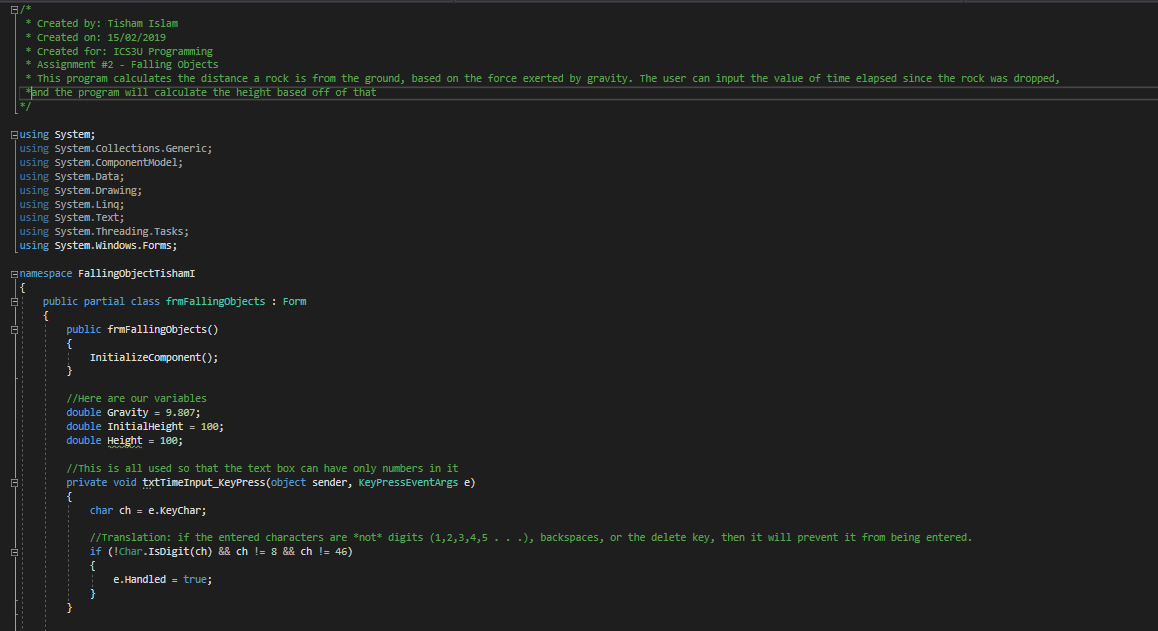 /*
* Created by: Tisham Islam
* Created on: 15/02/2019
* Created for: ICS3U Programming
* Assignment #2 - Falling Objects
* This program calculates the distance a rock is from the ground, based on the force exerted by gravity. The user can input the value of time elapsed since the rock was dropped,
*and the program will calculate the height based off of that
*/
using System;
using System.Collections.Generic;
using System.ComponentModel;
using System.Data;
using System.Drawing;
using System.Linq;
using System.Text;
using System.Threading.Tasks;
using System.Windows.Forms;
namespace FallingObjectTishamI
{
public partial class frmFallingObjects : Form
{
public frmFallingObjects()
{
InitializeComponent();
}
//Here are our variables
double Gravity = 9.807;
double InitialHeight = 100;
double Height = 100;
//This is all used so that the text box can have only numbers in it
private void txtTimeInput_KeyPress(object sender, KeyPressEventArgs e)
{
char ch = e.KeyChar;
//Translation: if the entered characters are *not* digits (1,2,3,4,5 . . .), backspaces, or the delete key, then it will prevent it from being entered.
if (!Char.IsDigit(ch) && ch != 8 && ch != 46)
{
e.Handled = true;
}
}